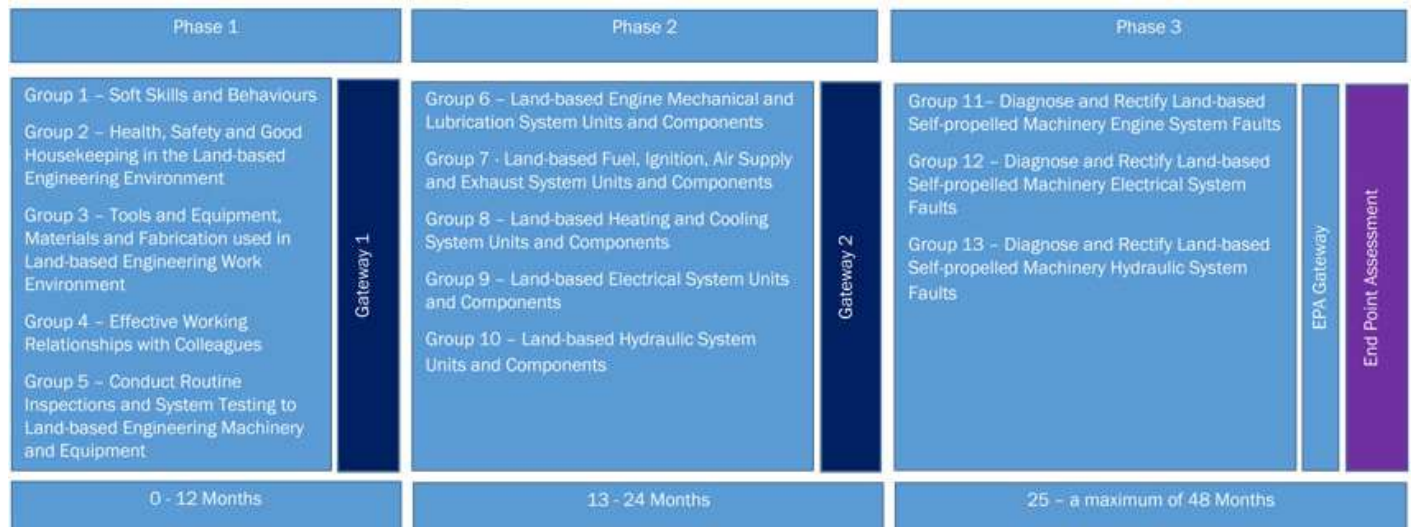 Phase 1
Phase 2
Phase 3
Group 1 – Soft Skills and Behaviours
Group 2 – Health, Safety and Good
Housekeeping in the Land-based
Engineering Environment
Group 3 – Tools and Equipment,
Materials and Fabrication used in
Land-based Engineering Work
Environment
Group 4 – Effective Working
Relationships with Colleagues
Group 5 – Conduct Routine
Inspections and System Testing to
Land-based Engineering Machinery
and Equipment
Gateway 1
Group 6 – Land-based Engine Mechanical and
Lubrication System Units and Components
Group 7 - Land-based Fuel, Ignition, Air Supply
and Exhaust System Units and Components
Group 8 – Land-based Heating and Cooling
System Units and Components
Group 9 – Land-based Electrical System Units
and Components
Group 10 – Land-based Hydraulic System
Units and Components
Gateway 2
Group 11– Diagnose and Rectify Land-based
Self-propelled Machinery Engine System Faults
Group 12 – Diagnose and Rectify Land-based
Self-propelled Machinery Electrical System
Faults
Group 13 – Diagnose and Rectify Land-based
Self-propelled Machinery Hydraulic System
Faults
EPA Gateway
End Point Assessment
0 - 12 Months
13 - 24 Months
25 – a maximum of 48 Months